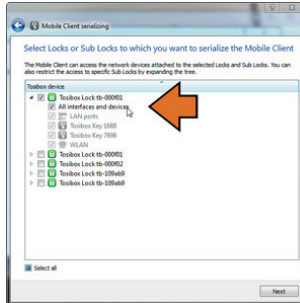 Mobile Client serializing
Select Locks or Sub Locks to which you want to serialize the Mobile Client
The Mobile Client can access the network devices attached to the selected Locks and Sub Locks. You can
also restrict the access to specific Sub Locks by expanding the tree.
Tosibox device
Tosibox Lock tb-000f01
All interfaces and devices
LAN ports
Tosibox Key 1688
Tosibox Key 7898
WLAN
Tosibox Lock tb-000f01
Tosibox Lock tb-000f02
Tosibox Lock tb-109ab9
Tosibox Lock tb-109ab9
Select all
Next